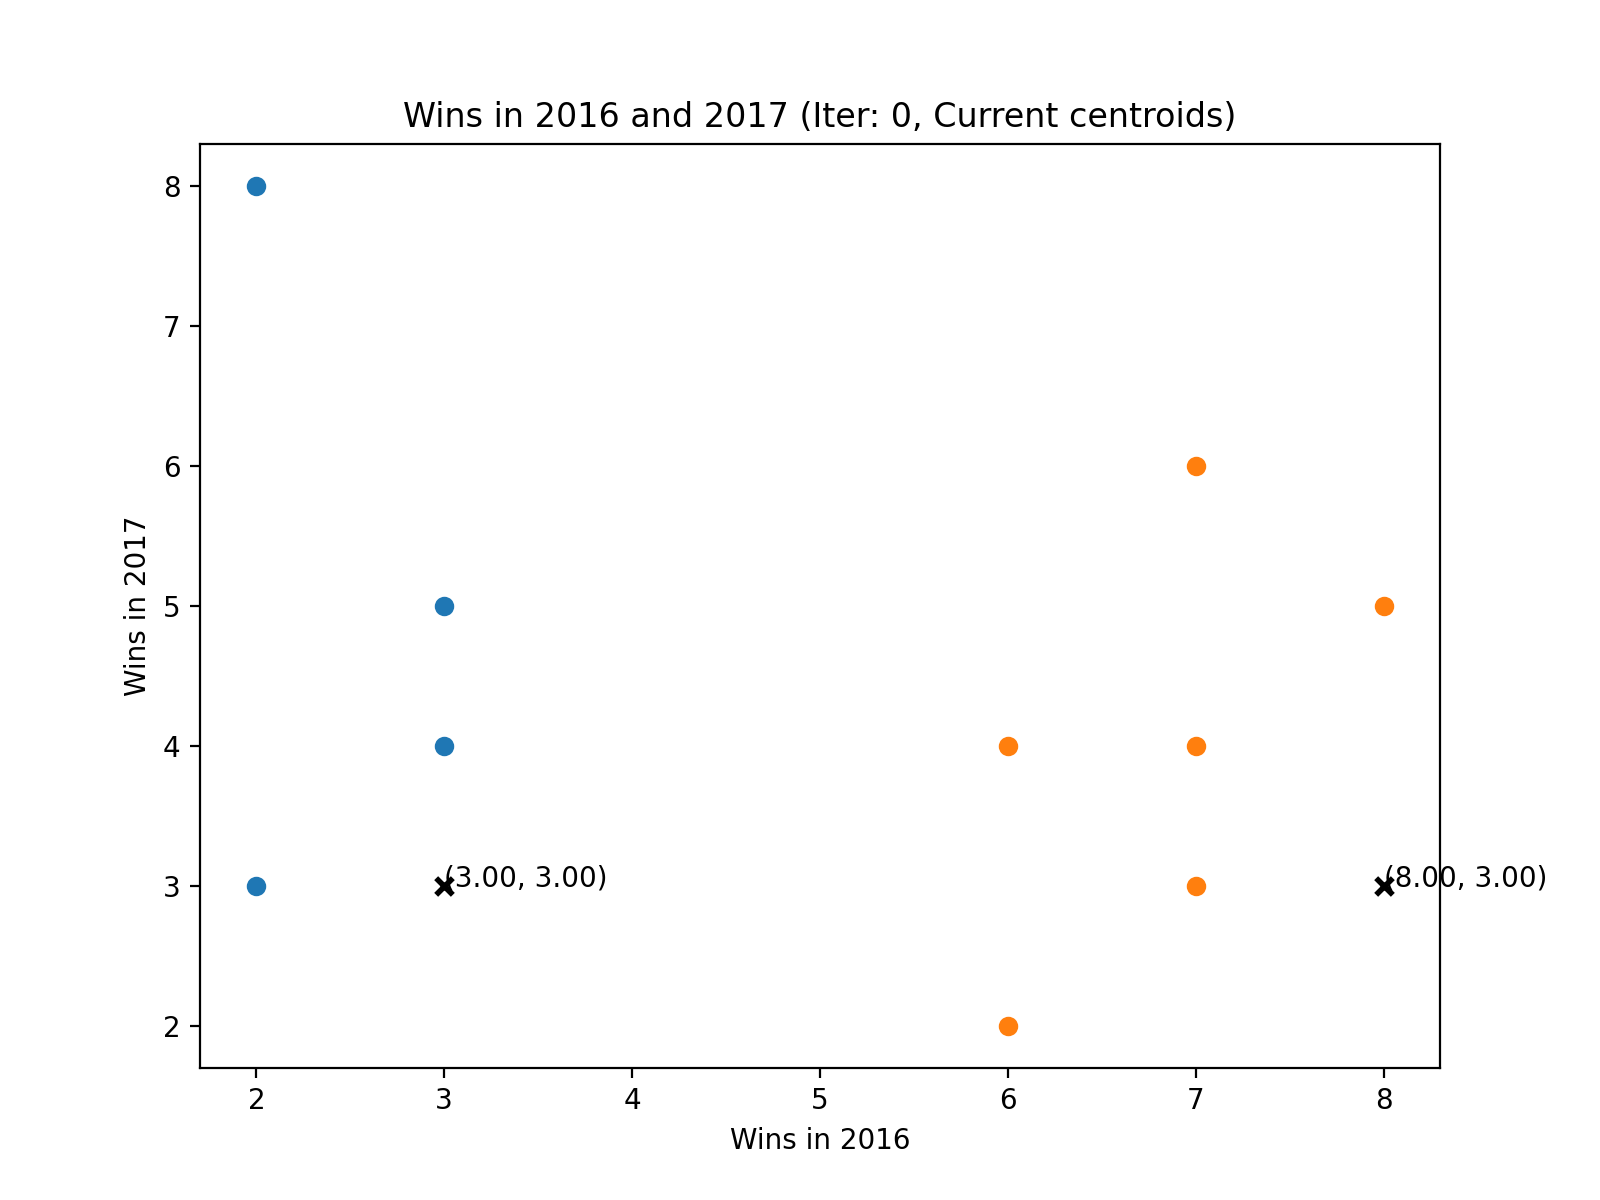 Wins in 2016 and 2017 (Iter: 0, Current centroids)
8
7
6
5
4
3
2
Wins in 2017
(3.00, 3.00)
(8.00, 3.00)
2 3 4 5 6 7 8
Wins in 2016